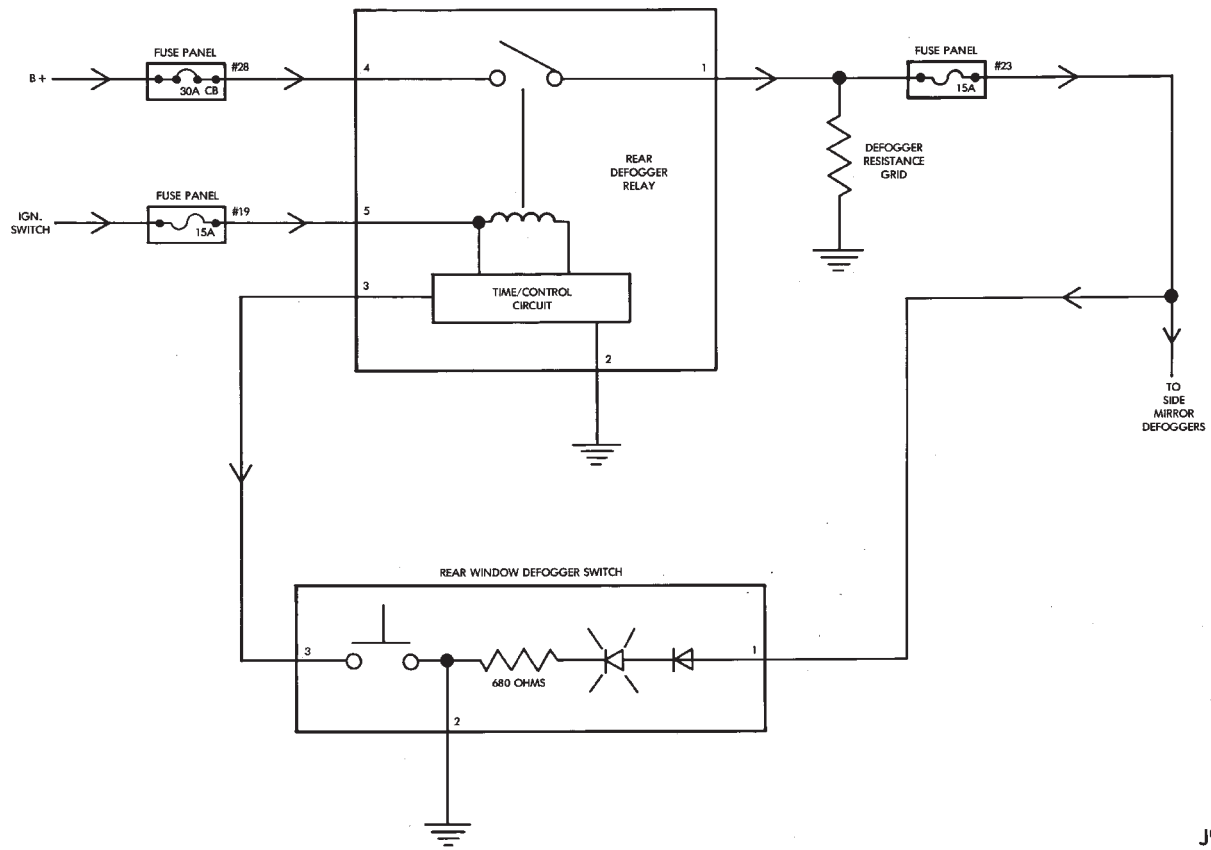 FUSE PANEL
B+
#28
30A CB
4
1
FUSE PANEL
#23
15A
REAR
DEFOGGER
RELAY
DEFOGGER
RESISTANCE
GRID
FUSE PANEL
IGN.
SWITCH
#19
15A
5
3
TIME/CONTROL
CIRCUIT
2
TO
SIDE
MIRROR
DEFOGGERS
REAR WINDOW DEFOGGER SWITCH
3
680 OHMS
1
2